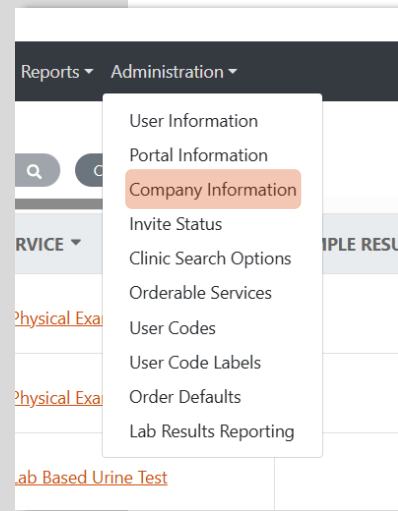 Reports Administration
User Information
Portal Information
Company Information
Invite Status
RVICE
Clinic Search Options
Orderable Services
Physical Exa
User Codes
User Code Labels
Physical Exa
Order Defaults
Lab Results Reporting
Lab Based Urine Test